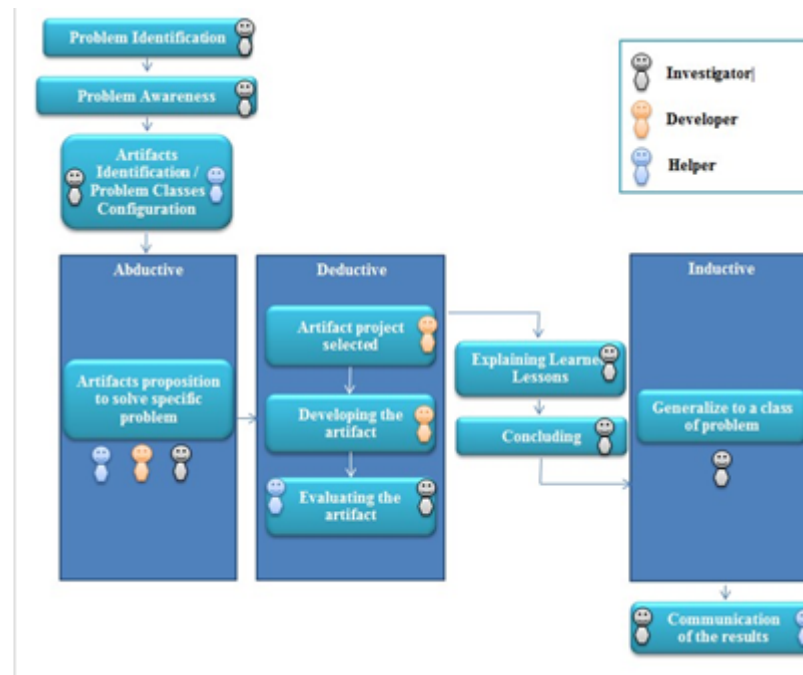 Problem Identification
Problem Awareness
Artifacts
Identification /
Problem Classes
Configuration
Investigator
Developer
Helper
Abductive
Artifacts proposition
to solve specific
problem
Deductive
Artifact project
selected
Developing the
artifact
Evaluating the
artifact
Explaining Learne
Lessons
Concluding
Inductive
Generalize to a class
of problem
Communication
of the results